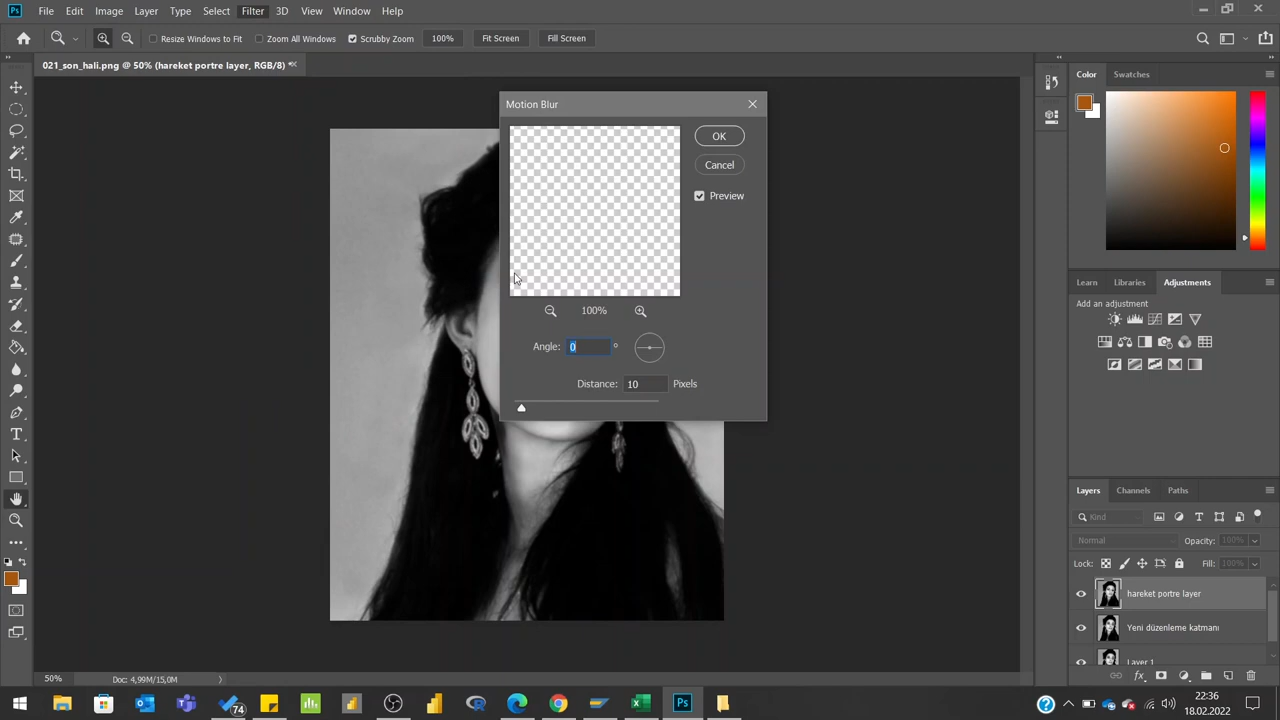 Ps File Edit Image Layer Type Select Filter 3D View Window Help
Resize Windows to Fit Zoom All Windows Scrubby Zoom 100% Fit Screen Fill Screen
021_son_hali.png @ 50% (hareket portre layer, RGB/8) *
Motion Blur
OK
Cancel
Preview
100%
Angle: 0 °
Distance: 10 Pixels
Color Swatches
Learn Libraries Adjustments
Add an adjustment
Layers Channels Paths
Kind
Normal Opacity: 100%
Lock: Fill: 100%
hareket portre layer
Yeni düzenleme katmanı
Layer 1
50% Doc: 4,99M/15,0M
74
Ps
22:36
18.02.2022